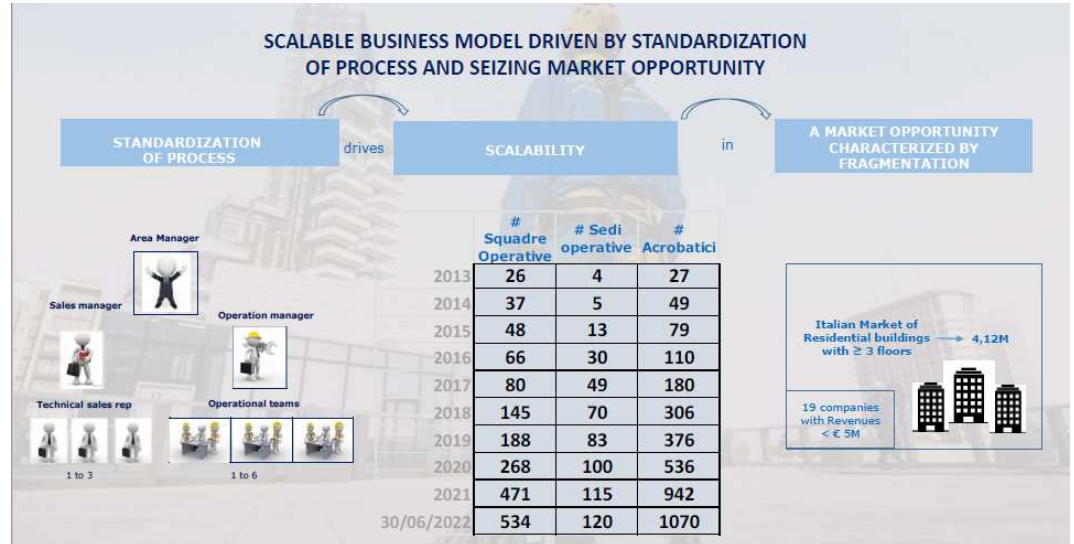 SCALABLE BUSINESS MODEL DRIVEN BY STANDARDIZATION
OF PROCESS AND SEIZING MARKET OPPORTUNITY
STANDARDIZATION
OF PROCESS
drives
SCALABILITY
in
A MARKET OPPORTUNITY
CHARACTERIZED BY
FRAGMENTATION
Area Manager
Sales manager
Operation manager
Technical sales rep
Operational teams
1 to 3
1 to 6
# Squadre Operative # Sedi operative # Acrobatici
2013 26 4 27
2014 37 5 49
2015 48 13 79
2016 66 30 110
2017 80 49 180
2018 145 70 306
2019 188 83 376
2020 268 100 536
2021 471 115 942
30/06/2022 534 120 1070
Italian Market of
Residential buildings
with ≥ 3 floors
4,12M
19 companies
with Revenues
< € 5M